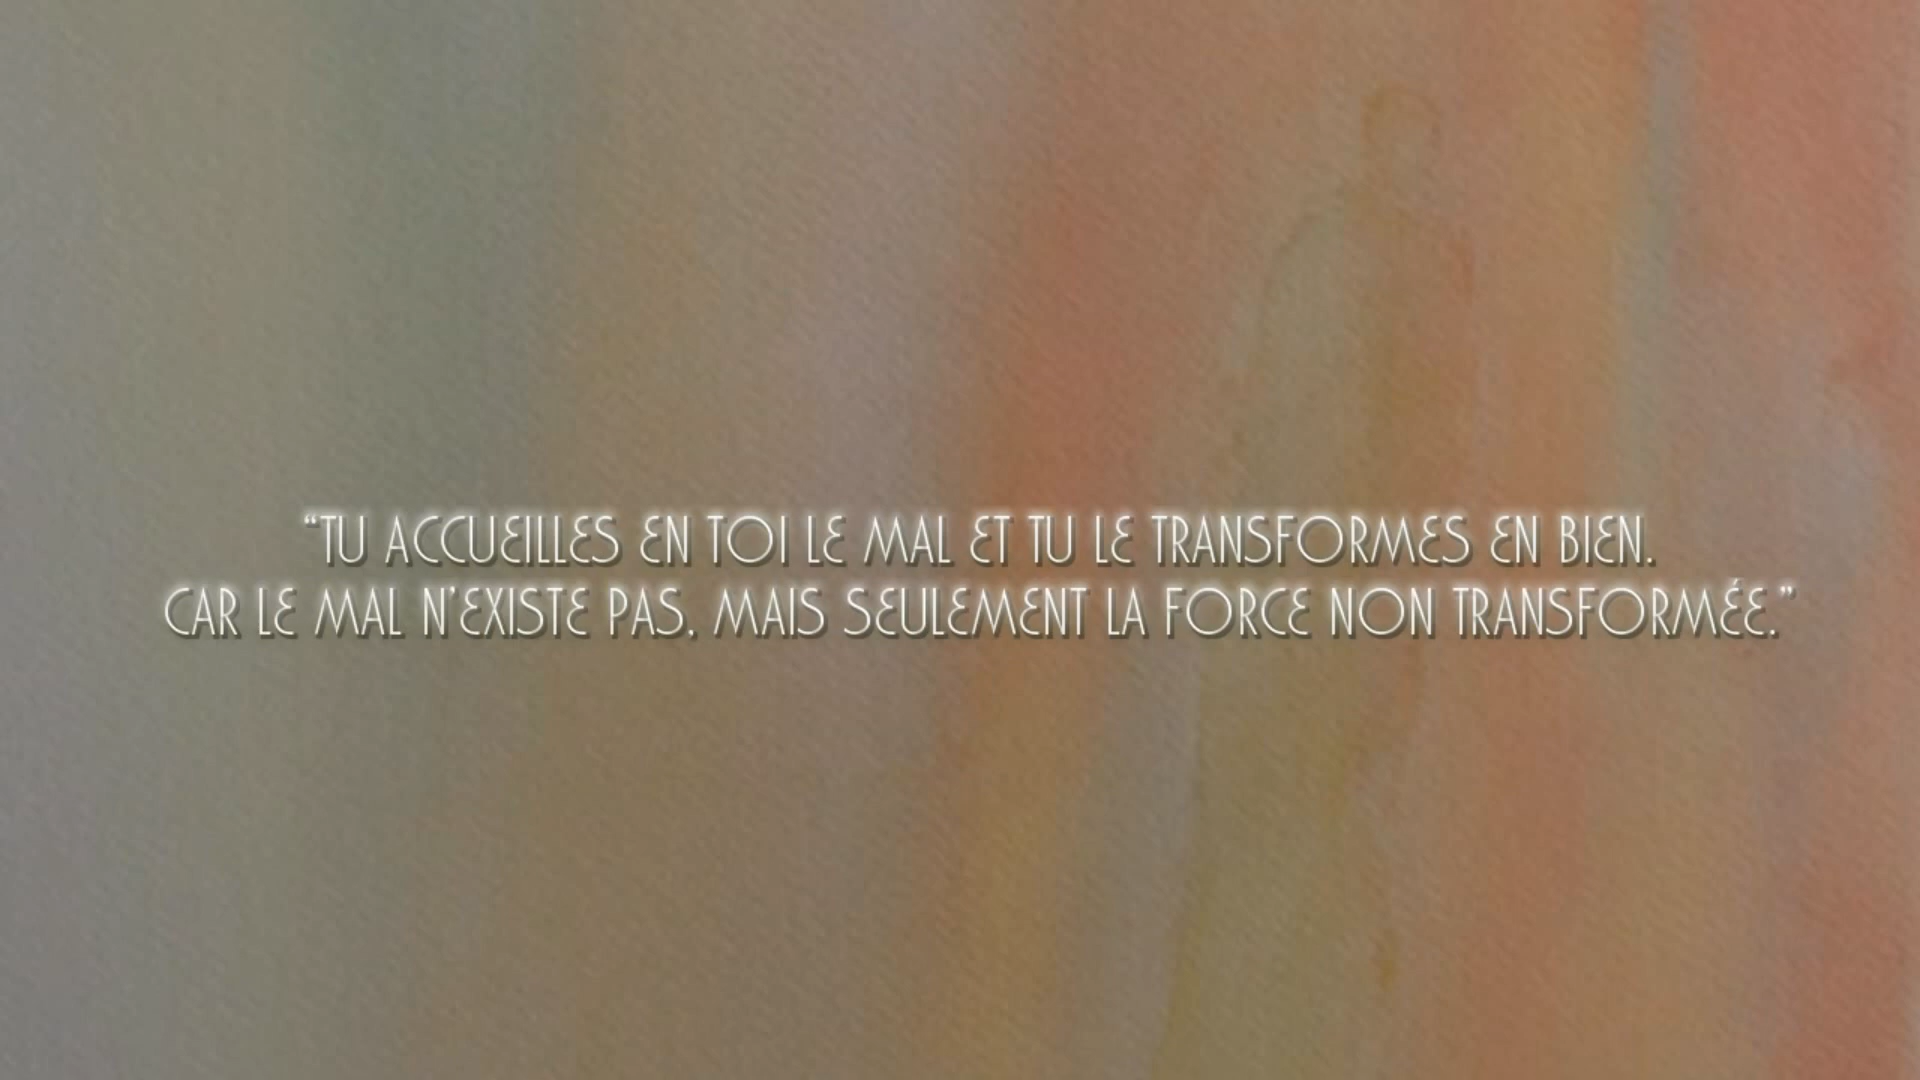 “TU ACCUEILLES EN TOI LE MAL ET TU LE TRANSFORMES EN BIEN.
CAR LE MAL N’EXISTE PAS, MAIS SEULEMENT LA FORCE NON TRANSFORMÉE.”